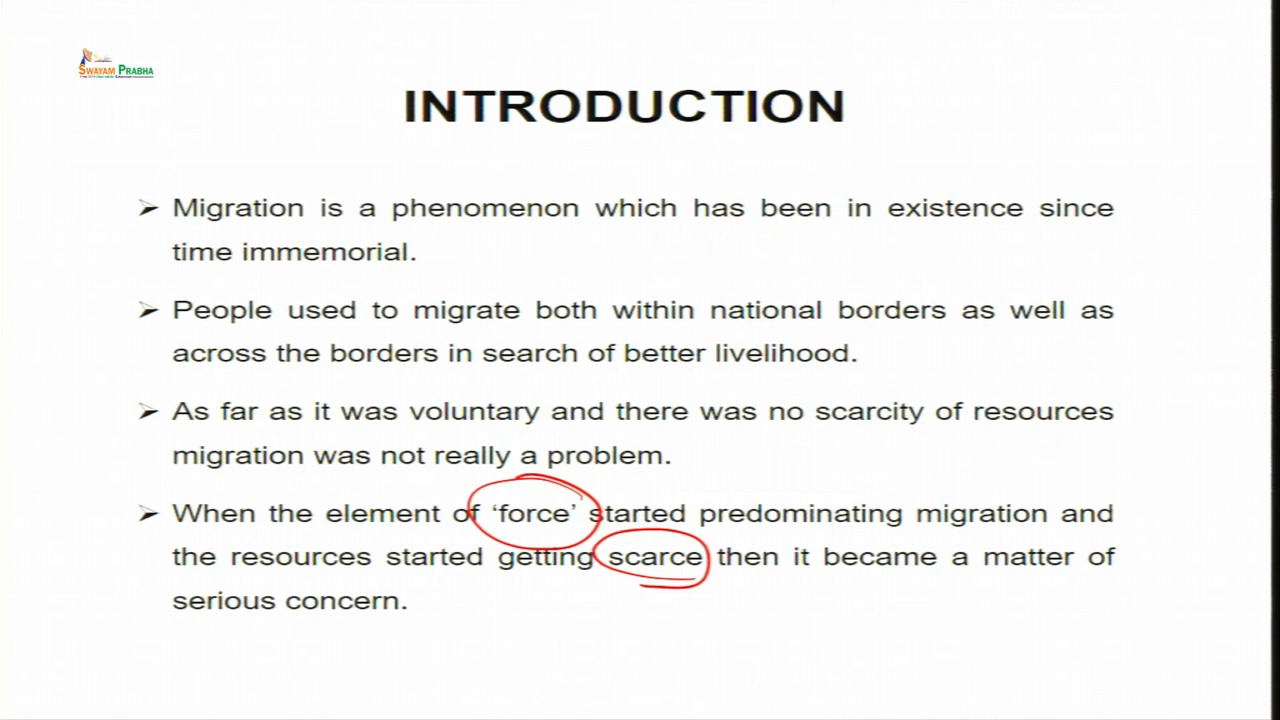 SWAYAM PRABHA
INTRODUCTION
➢ Migration is a phenomenon which has been in existence since
time immemorial.
➢ People used to migrate both within national borders as well as
across the borders in search of better livelihood.
➢ As far as it was voluntary and there was no scarcity of resources
migration was not really a problem.
➢ When the element of ‘force’ started predominating migration and
the resources started getting scarce then it became a matter of
serious concern.